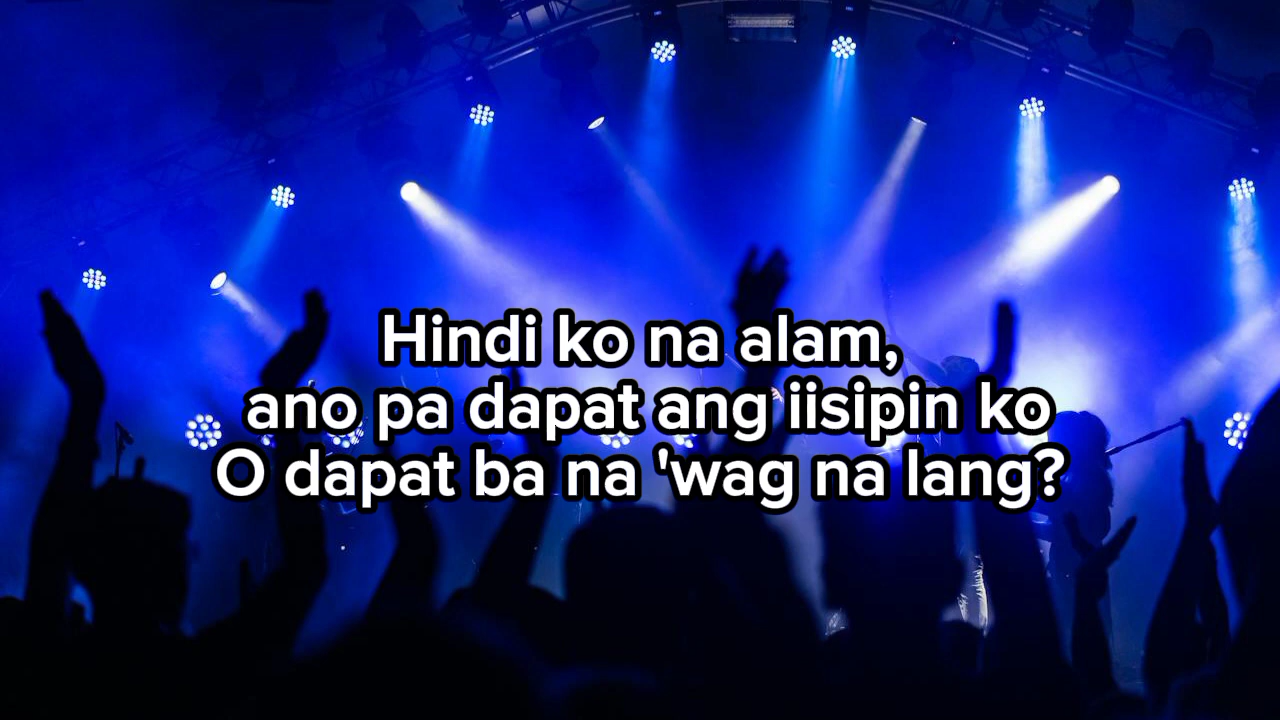 Hindi ko na alam,
ano pa dapat ang iisipin ko
O dapat ba na 'wag na lang?